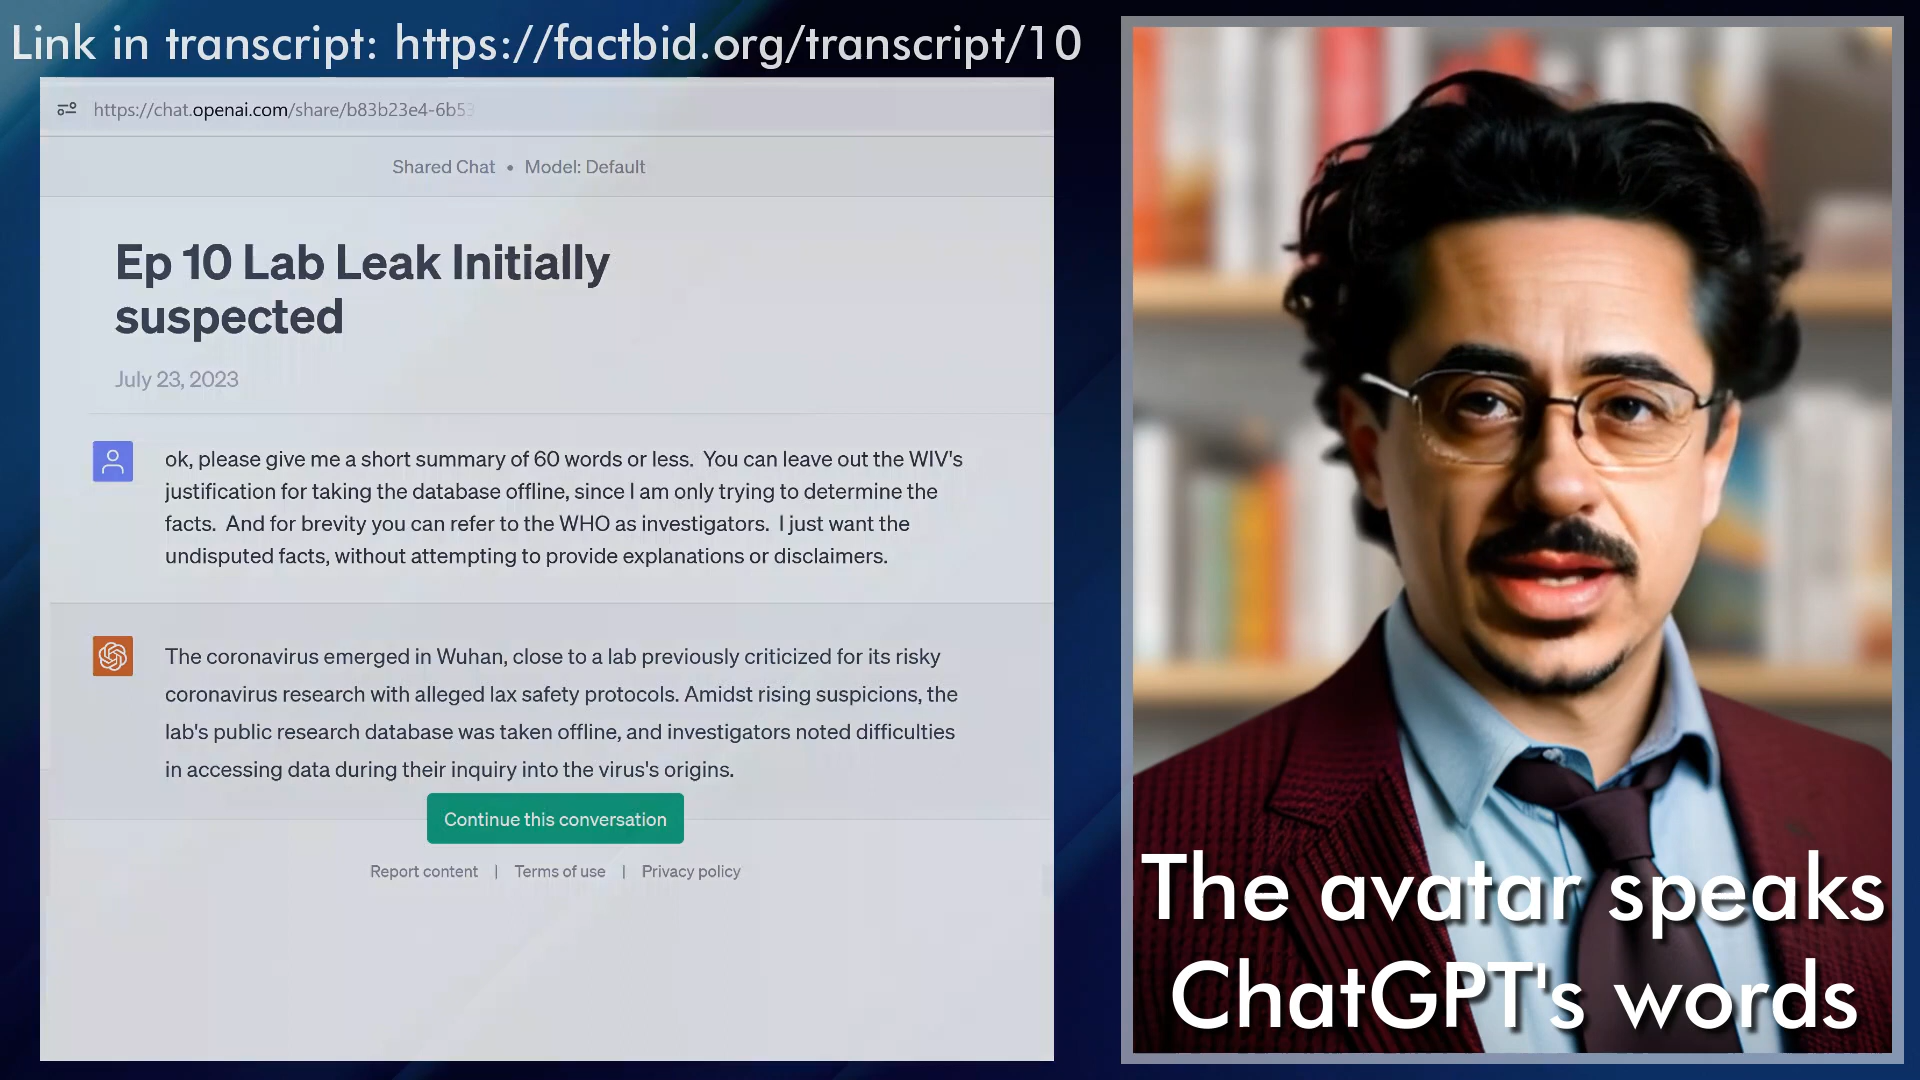 Link in transcript: https://factbid.org/transcript/10
https://chat.openai.com/share/b83b23e4-6b53
Shared Chat • Model: Default
Ep 10 Lab Leak Initially
suspected
July 23, 2023
ok, please give me a short summary of 60 words or less.  You can leave out the WIV's
justification for taking the database offline, since I am only trying to determine the
facts.  And for brevity you can refer to the WHO as investigators.  I just want the
undisputed facts, without attempting to provide explanations or disclaimers.
The coronavirus emerged in Wuhan, close to a lab previously criticized for its risky
coronavirus research with alleged lax safety protocols. Amidst rising suspicions, the
lab's public research database was taken offline, and investigators noted difficulties
in accessing data during their inquiry into the virus's origins.
Continue this conversation
Report content | Terms of use | Privacy policy
The avatar speaks
ChatGPT's words